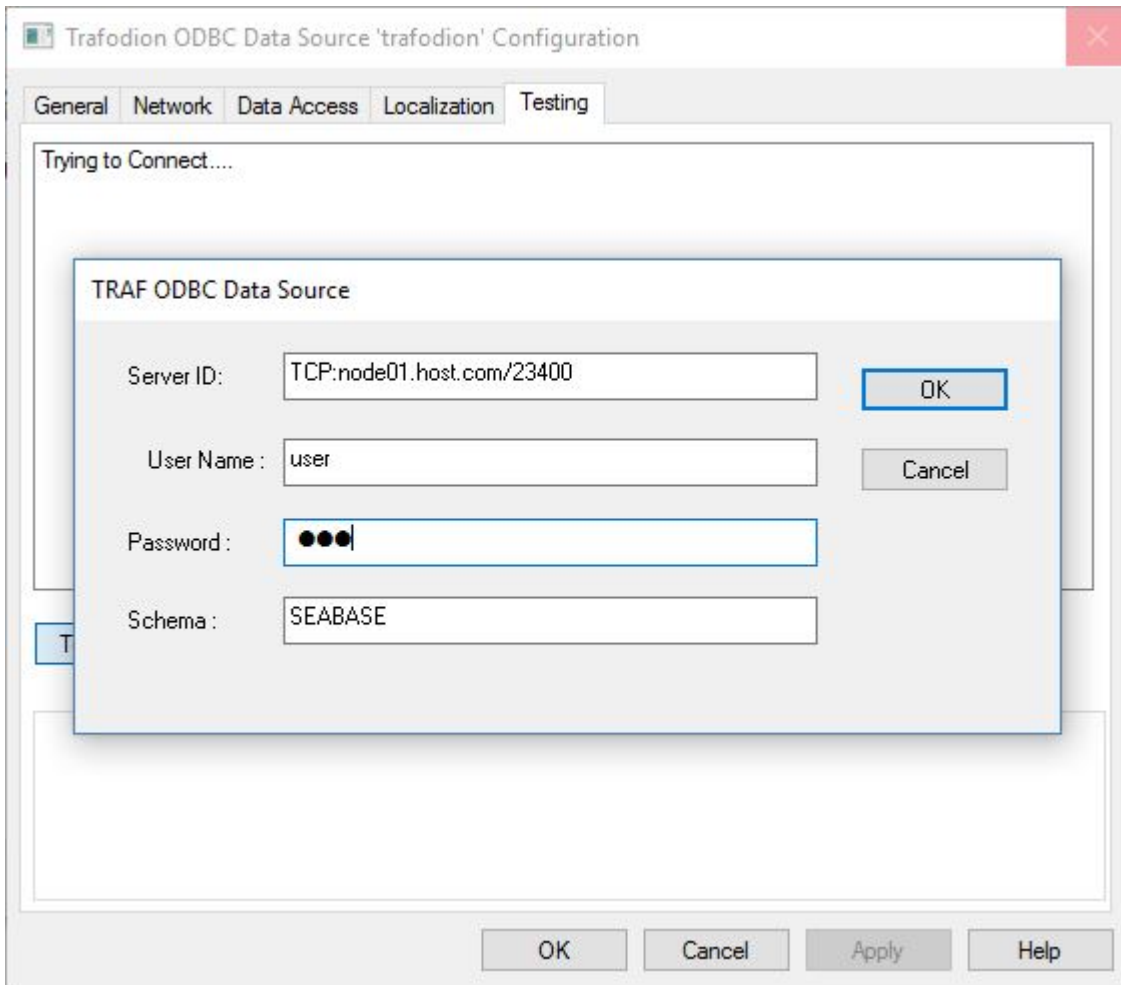 Trafodion ODBC Data Source 'trafodion' Configuration
General Network Data Access Localization Testing
Trying to Connect....
TRAF ODBC Data Source
Server ID: TCP:node01.host.com/23400
OK
User Name : user
Cancel
Password : ●●●
Schema : SEABASE
OK Cancel Apply Help